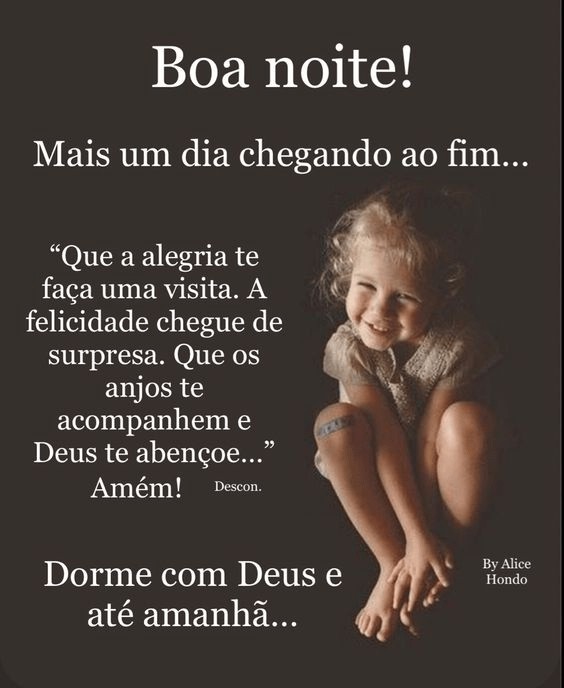 Boa noite!
Mais um dia chegando ao fim...
“Que a alegria te
faça uma visita. A
felicidade chegue de
surpresa. Que os
anjos te
acompanhem e
Deus te abençoe...”
Amém! Descon.
Dorme com Deus e
até amanhã...
By Alice
Hondo